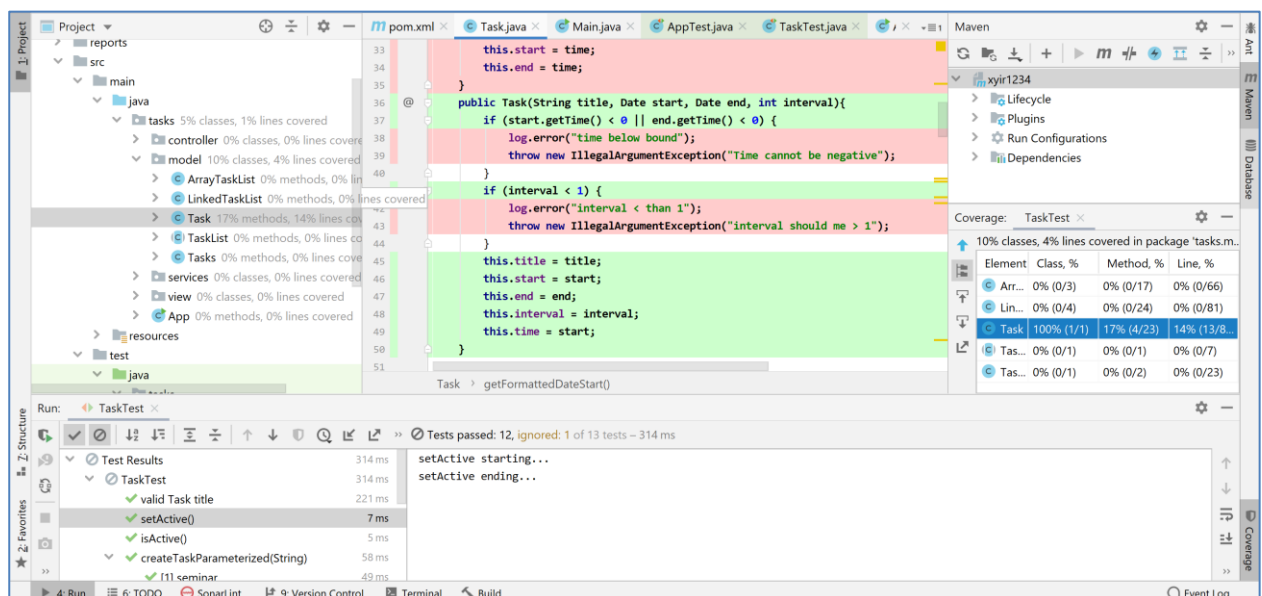 Project
pom.xml
Task.java
Main.java
AppTest.java
TaskTest.java
Maven
1: Project
Ant
Maven
Database
reports
src
main
java
tasks 5% classes, 1% lines covered
controller 0% classes, 0% lines covere
model 10% classes, 4% lines covered
ArrayTaskList 0% methods, 0% lin
LinkedTaskList 0% methods, 0% lines covered
Task 17% methods, 14% lines cov
TaskList 0% methods, 0% lines co
Tasks 0% methods, 0% lines cove
services 0% classes, 0% lines covered
view 0% classes, 0% lines covered
App 0% methods, 0% lines covered
resources
test
java
33 this.start = time;
34 this.end = time;
35 }
36 @ public Task(String title, Date start, Date end, int interval){
37 if (start.getTime() < 0 || end.getTime() < 0) {
38 log.error("time below bound");
39 throw new IllegalArgumentException("Time cannot be negative");
40 }
if (interval < 1) {
42 log.error("interval < than 1");
43 throw new IllegalArgumentException("interval should me > 1");
44 }
45 this.title = title;
46 this.start = start;
47 this.end = end;
48 this.interval = interval;
49 this.time = start;
50 }
51
Task > getFormattedDateStart()
xyir1234
Lifecycle
Plugins
Run Configurations
Dependencies
Coverage: TaskTest
10% classes, 4% lines covered in package 'tasks.m..
Element Class, % Method, % Line, %
Arr... 0% (0/3) 0% (0/17) 0% (0/66)
Lin... 0% (0/4) 0% (0/24) 0% (0/81)
Task 100% (1/1) 17% (4/23) 14% (13/8...
Tas... 0% (0/1) 0% (0/1) 0% (0/7)
Tas... 0% (0/1) 0% (0/2) 0% (0/23)
Run: TaskTest
Tests passed: 12, ignored: 1 of 13 tests – 314 ms
Test Results 314 ms
TaskTest 314 ms
valid Task title 221 ms
setActive() 7 ms
isActive() 5 ms
createTaskParameterized(String) 58 ms
[1] seminar 49 ms
setActive starting...
setActive ending...
Z: Structure
2: Favorites
Coverage
4: Run
6: TODO
SonarLint
9: Version Control
Terminal
Build
Event Log